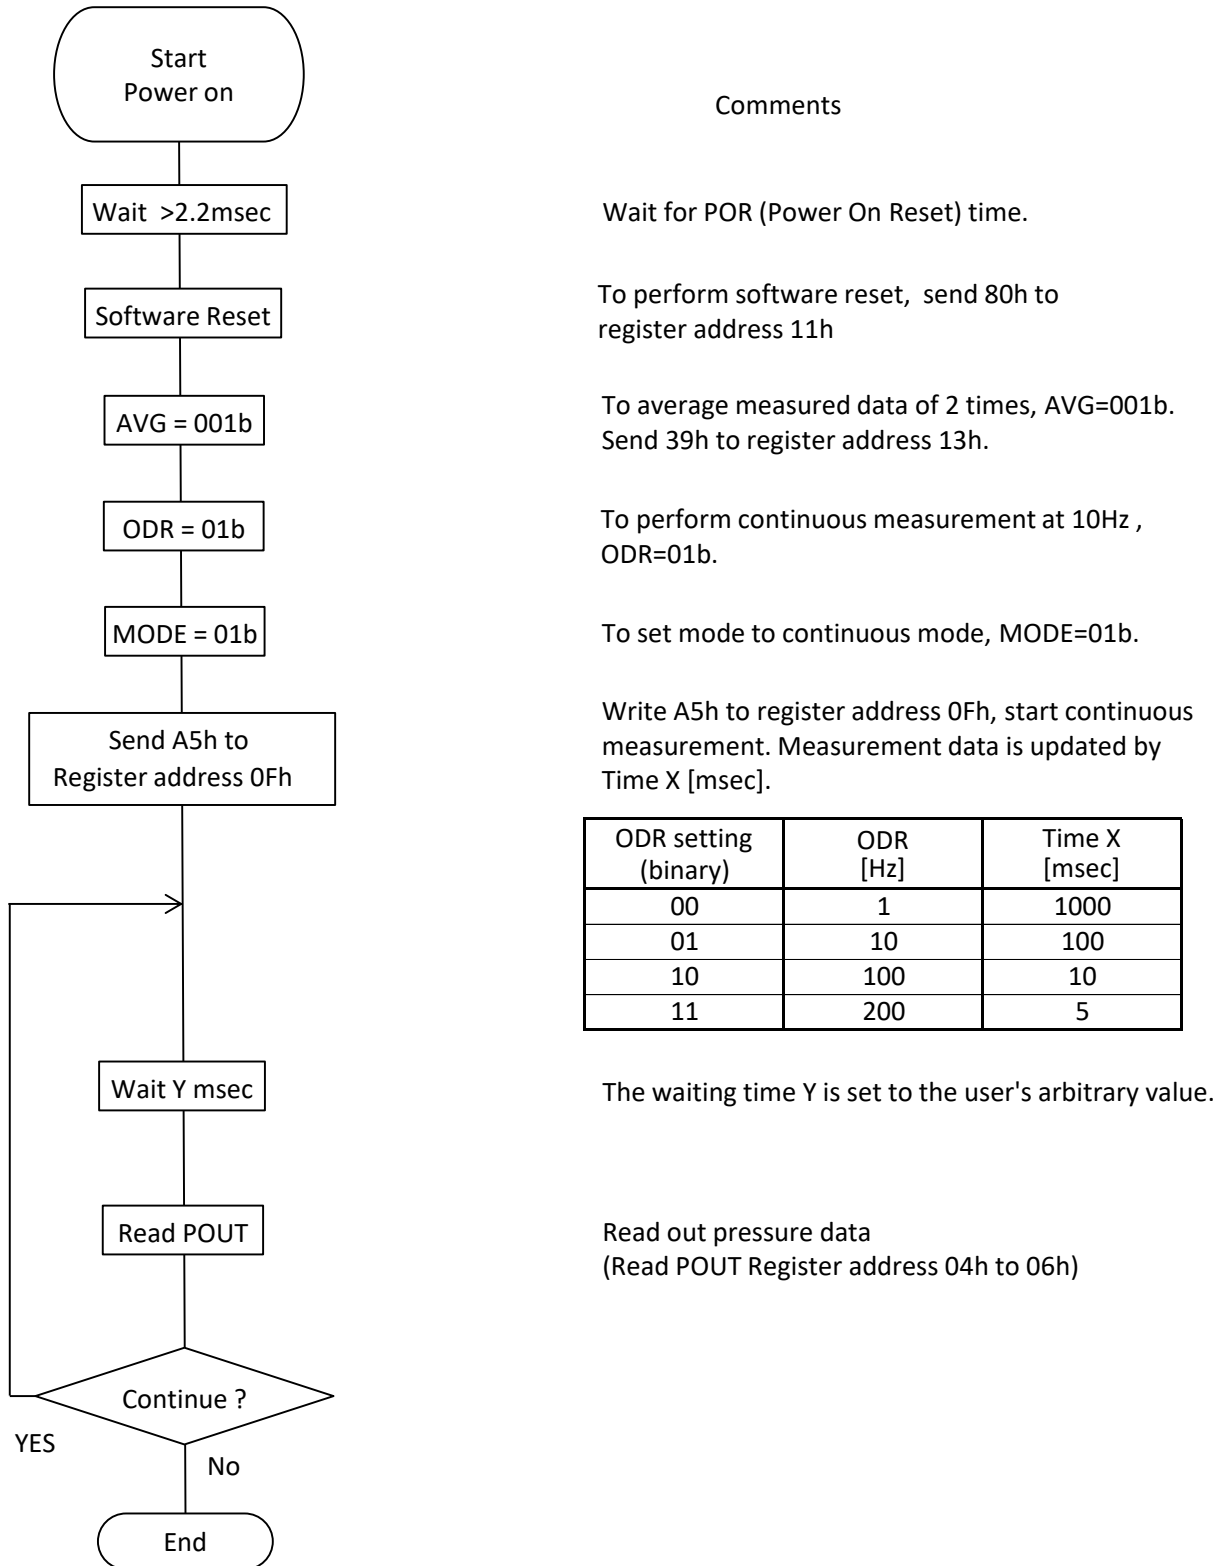 Start
Power on
Comments
Wait >2.2msec
Wait for POR (Power On Reset) time.
Software Reset
To perform software reset, send 80h to
register address 11h
AVG = 001b
To average measured data of 2 times, AVG=001b.
Send 39h to register address 13h.
ODR = 01b
To perform continuous measurement at 10Hz ,
ODR=01b.
MODE = 01b
To set mode to continuous mode, MODE=01b.
Send A5h to
Register address 0Fh
Write A5h to register address 0Fh, start continuous
measurement. Measurement data is updated by
Time X [msec].
ODR setting (binary) ODR [Hz] Time X [msec]
00 1 1000
01 10 100
10 100 10
11 200 5
Wait Y msec
The waiting time Y is set to the user's arbitrary value.
Read POUT
Read out pressure data
(Read POUT Register address 04h to 06h)
Continue ?
YES
No
End